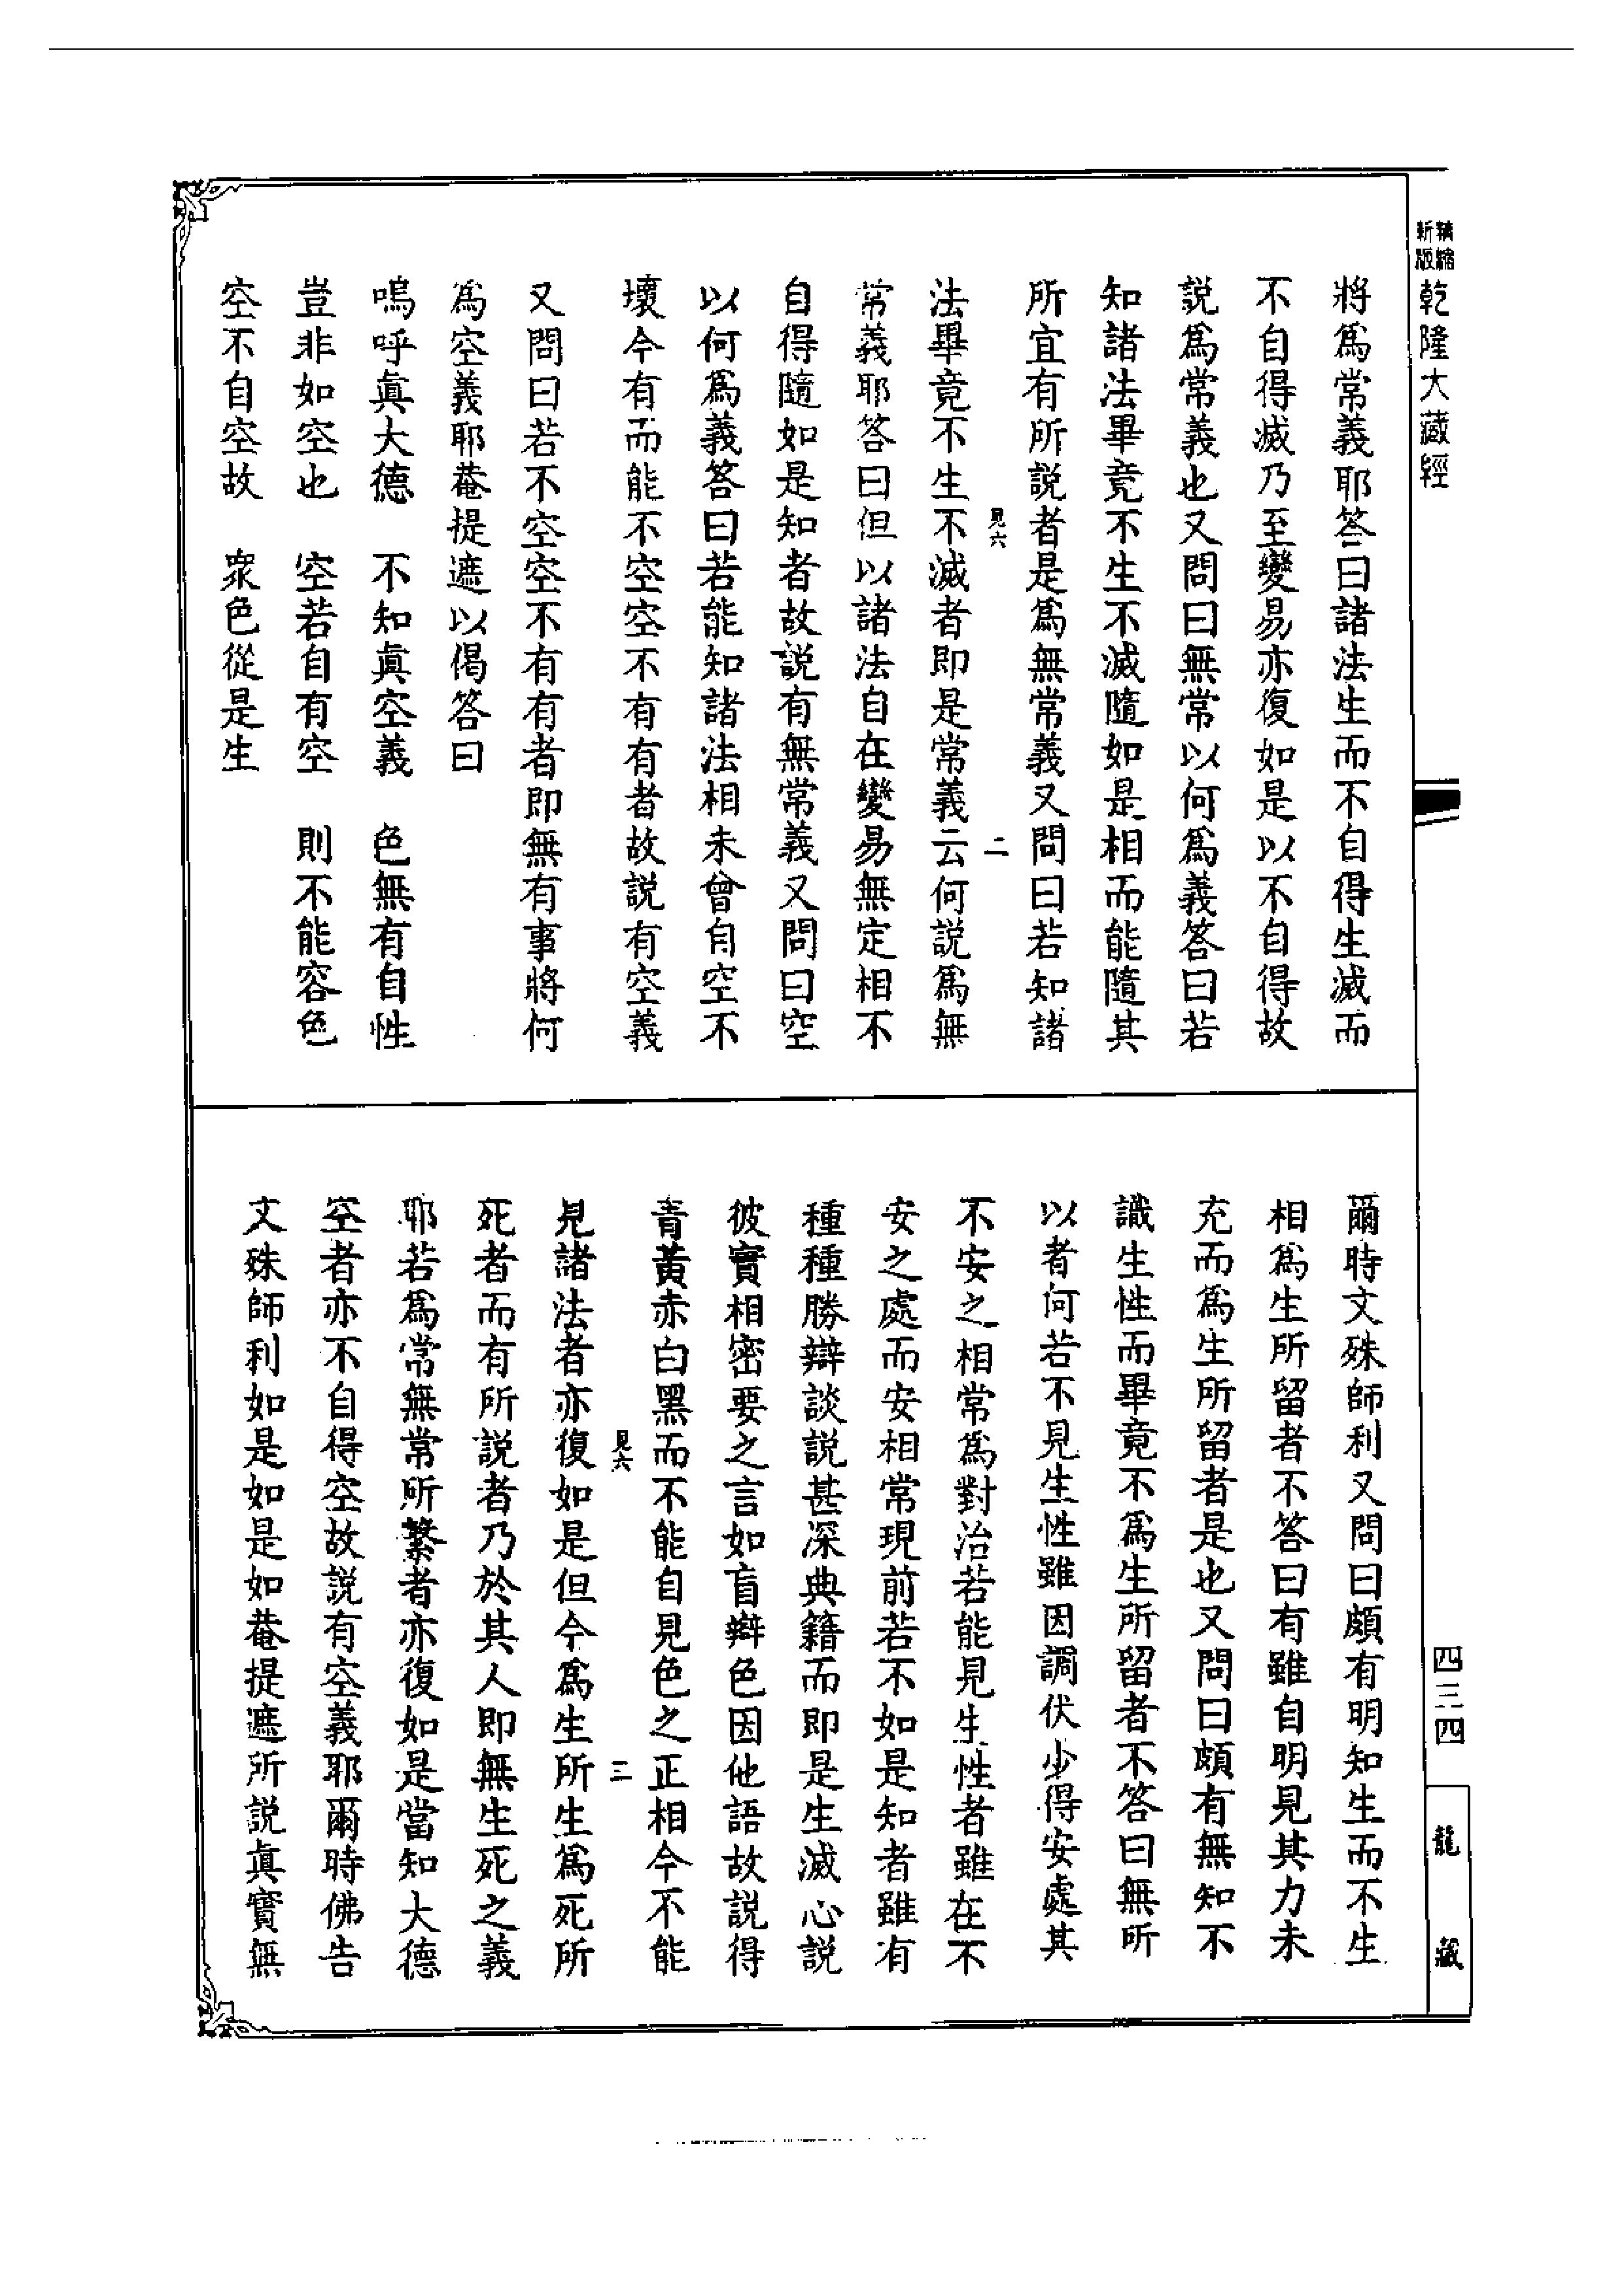 精縮新版乾隆大藏經
將爲常義耶答曰諸法生而不自得生滅而
不自得滅乃至變易亦復如是以不自得故
説爲常義也又問曰無常以何爲義答曰若
知諸法畢竟不生不滅隨如是相而能隨其
所宜有所説者是爲無常義又問曰若知諸
見六 二
法畢竟不生不滅者即是常義云何説爲無
常義耶答曰但以諸法自在變易無定相不
自得隨如是知者故説有無常義又問曰空
以何爲義答曰若能知諸法相未曾自空不
壞今有而能不空空不有有者故説有空義
又問曰若不空空不有有者即無有事將何
爲空義耶菴提遮以偈答曰
嗚呼眞大德 不知眞空義 色無有自性
豈非如空也 空若自有空 則不能容色
空不自空故 衆色從是生
爾時文殊師利又問曰頗有明知生而不生
相爲生所留者不答曰有雖自明見其力未
充而爲生所留者是也又問曰頗有無知不
識生性而畢竟不爲生所留者不答曰無所
以者何若不見生性雖因調伏少得安處其
不安之相常爲對治若能見生性者雖在不
安之處而安相常現前若不如是知者雖有
種種勝辯談説甚深典籍而即是生滅心説
彼實相密要之言如盲辯色因他語故説得
青黃赤白黑而不能自見色之正相今不能
見六 三
見諸法者亦復如是但今爲生所生爲死所
死者而有所説者乃於其人即無生死之義
耶若爲常無常所繫者亦復如是當知大德
空者亦不自得空故説有空義耶爾時佛告
文殊師利如是如是如菴提遮所説眞實無
四三四
龍藏